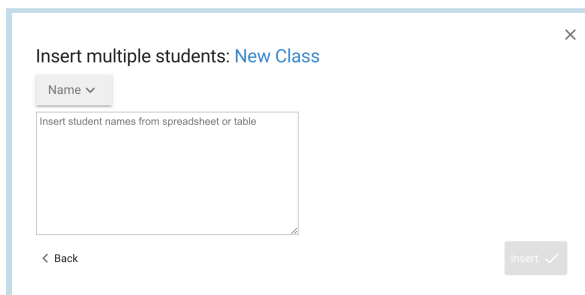 Insert multiple students: New Class
Name
Insert student names from spreadsheet or table
Back
Insert